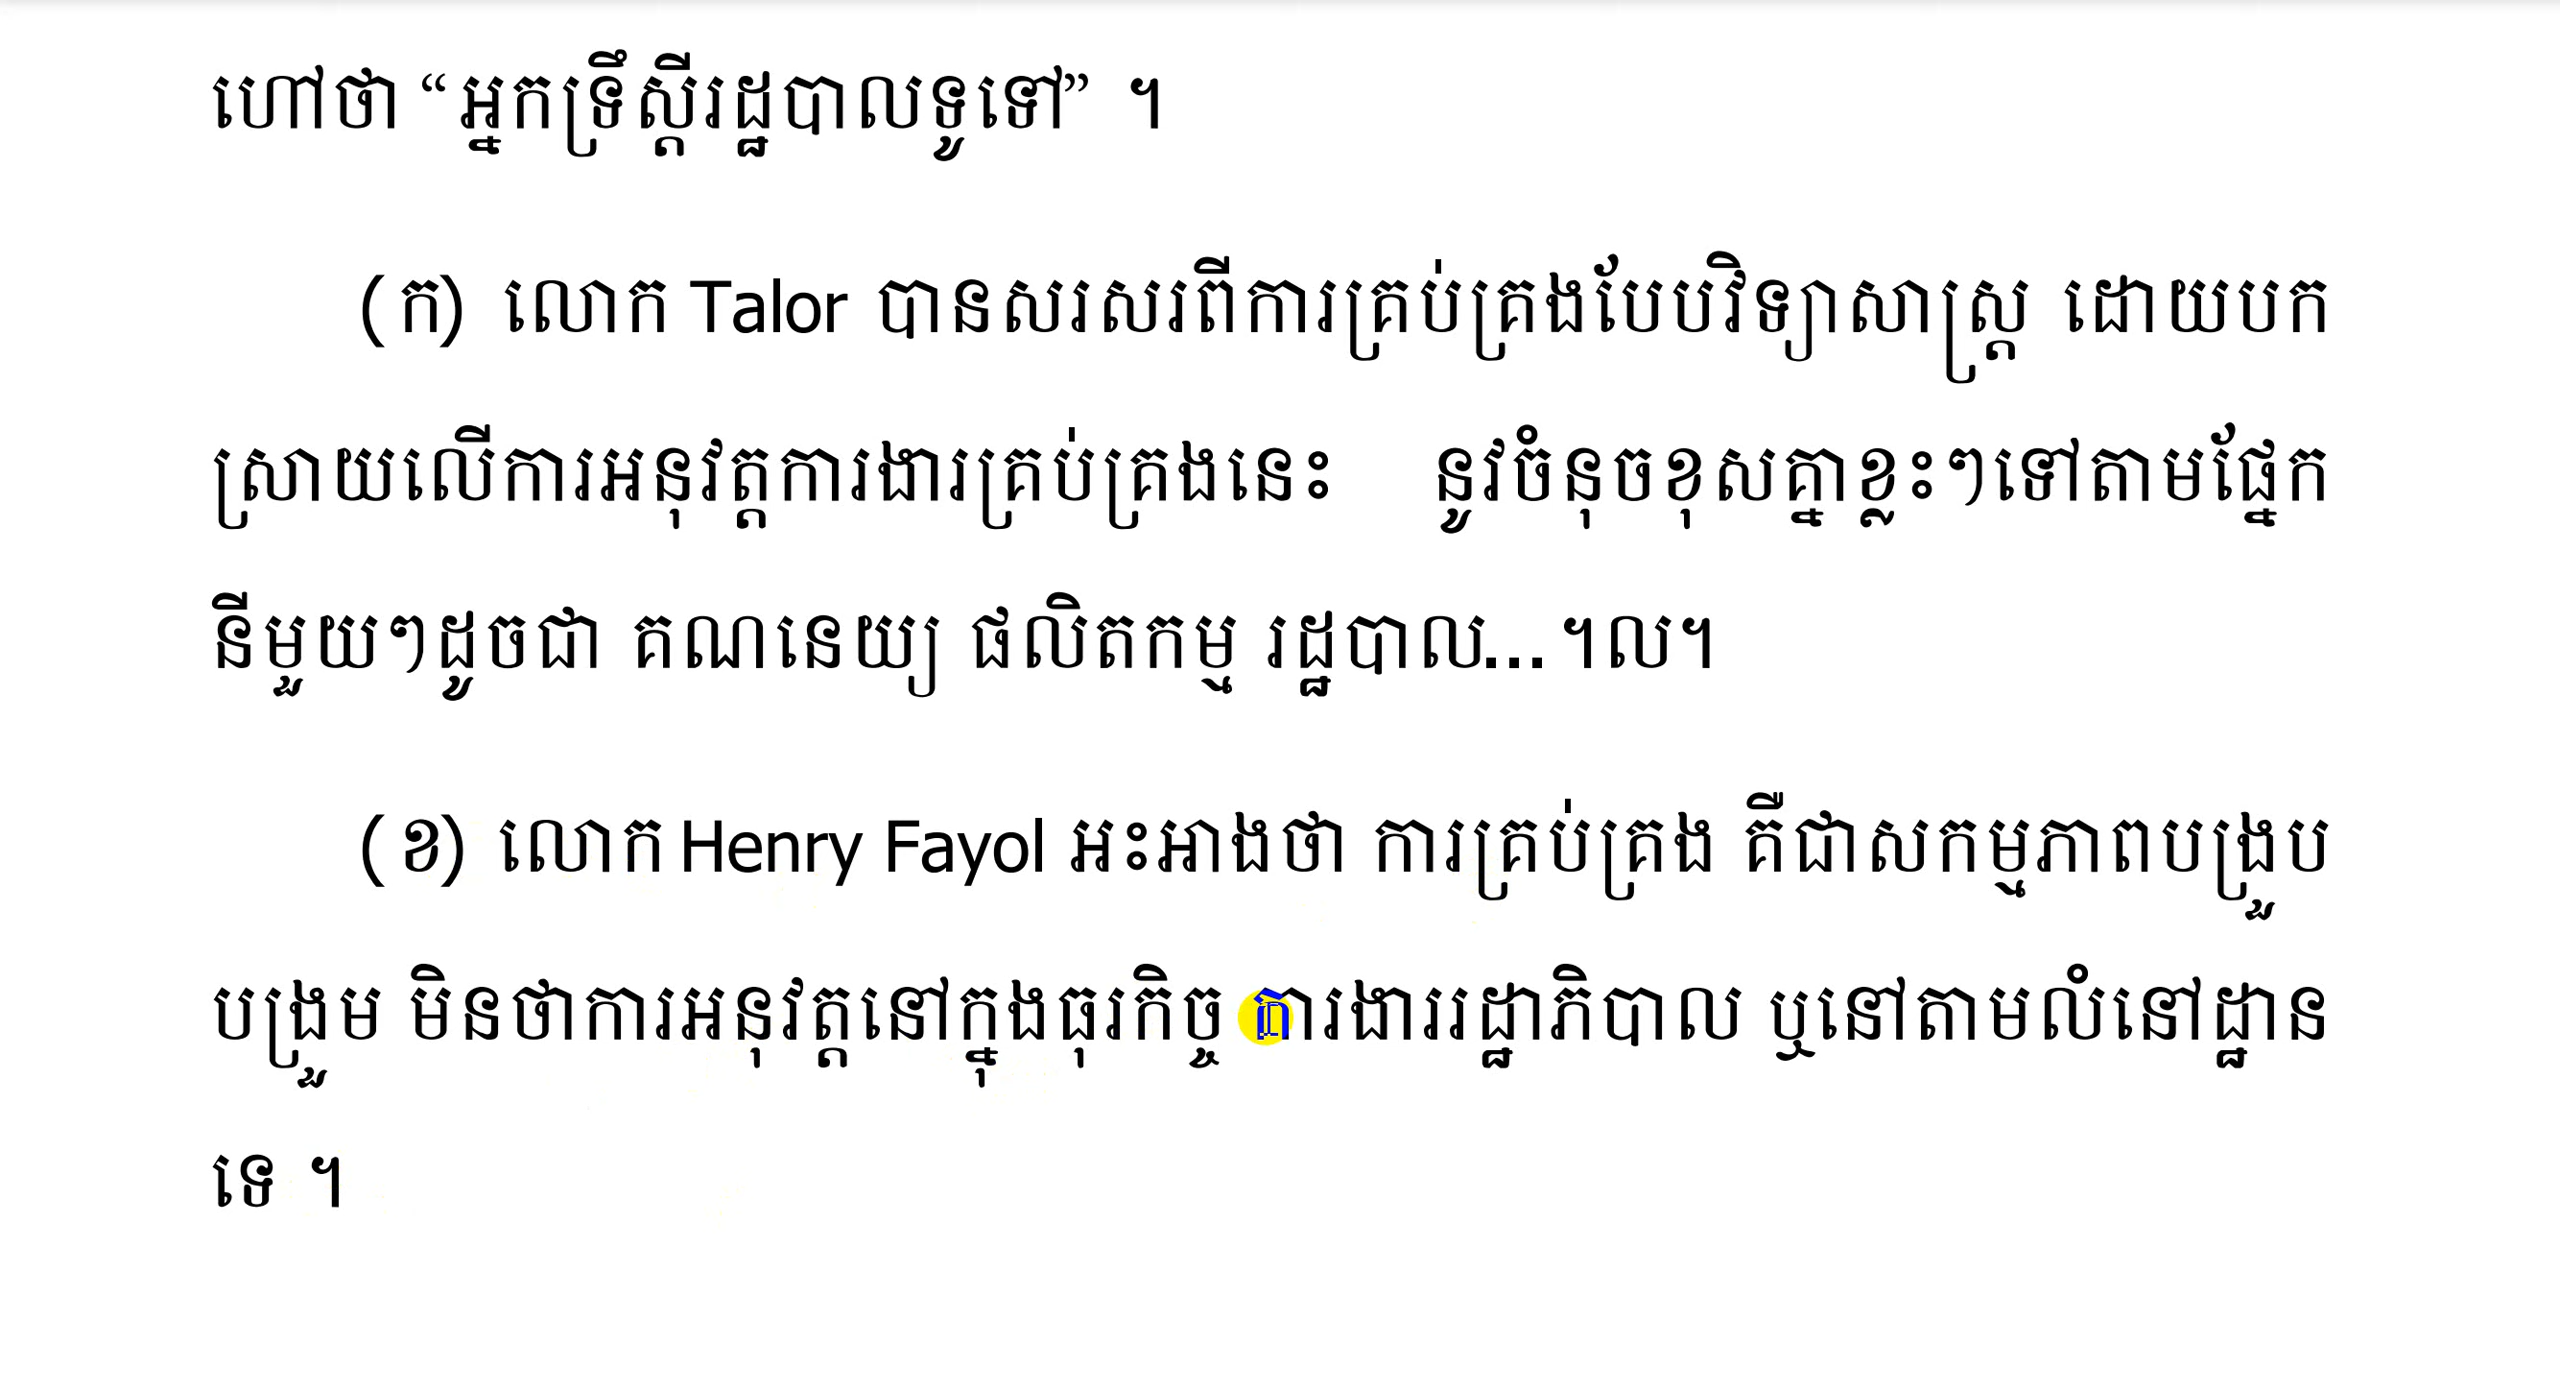 ហៅថា “អ្នកទ្រឹស្តីរដ្ឋបាលទូទៅ” ។
(ក) លោក Talor បានសរសរពីការគ្រប់គ្រងបែបវិទ្យាសាស្ត្រ ដោយបក
ស្រាយលើការអនុវត្តការងារគ្រប់គ្រងនេះ នូវចំនុចខុសគ្នាខ្លះៗទៅតាមផ្នែក
នីមួយៗដូចជា គណនេយ្យ ផលិតកម្ម រដ្ឋបាល...។ល។
(ខ) លោក Henry Fayol អះអាងថា ការគ្រប់គ្រង គឺជាសកម្មភាពបង្រួប
បង្រួម មិនថាការអនុវត្តនៅក្នុងធុរកិច្ច ការងាររដ្ឋាភិបាល ឬនៅតាមលំនៅដ្ឋាន
ទេ ។